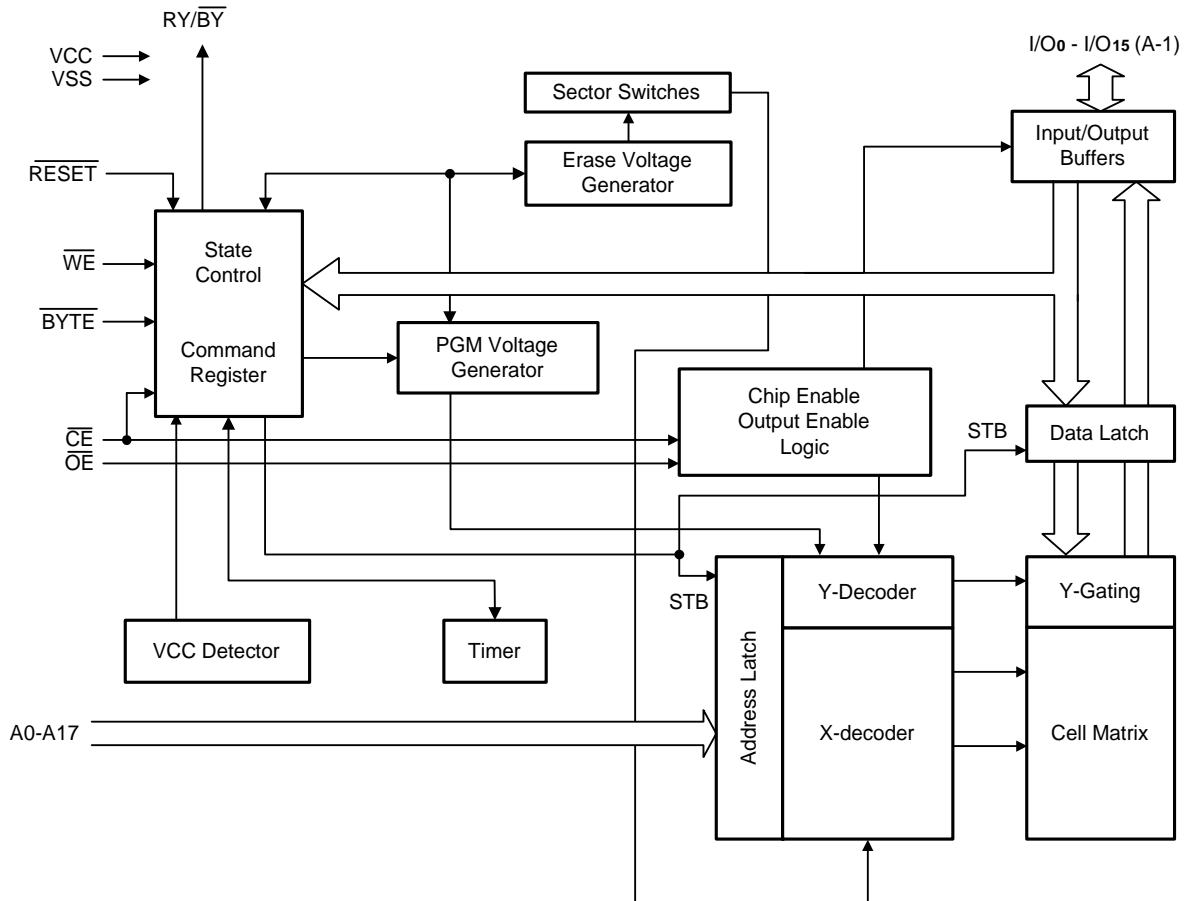 RY/BY
VCC
VSS
I/O0 - I/O15 (A-1)
Sector Switches
Input/Output
Buffers
Erase Voltage
Generator
RESET
State
Control
WE
BYTE
Command
Register
PGM Voltage
Generator
Chip Enable
Output Enable
Logic
CE
OE
STB
Data Latch
STB
Address Latch
Y-Decoder
Y-Gating
VCC Detector
Timer
A0-A17
X-decoder
Cell Matrix